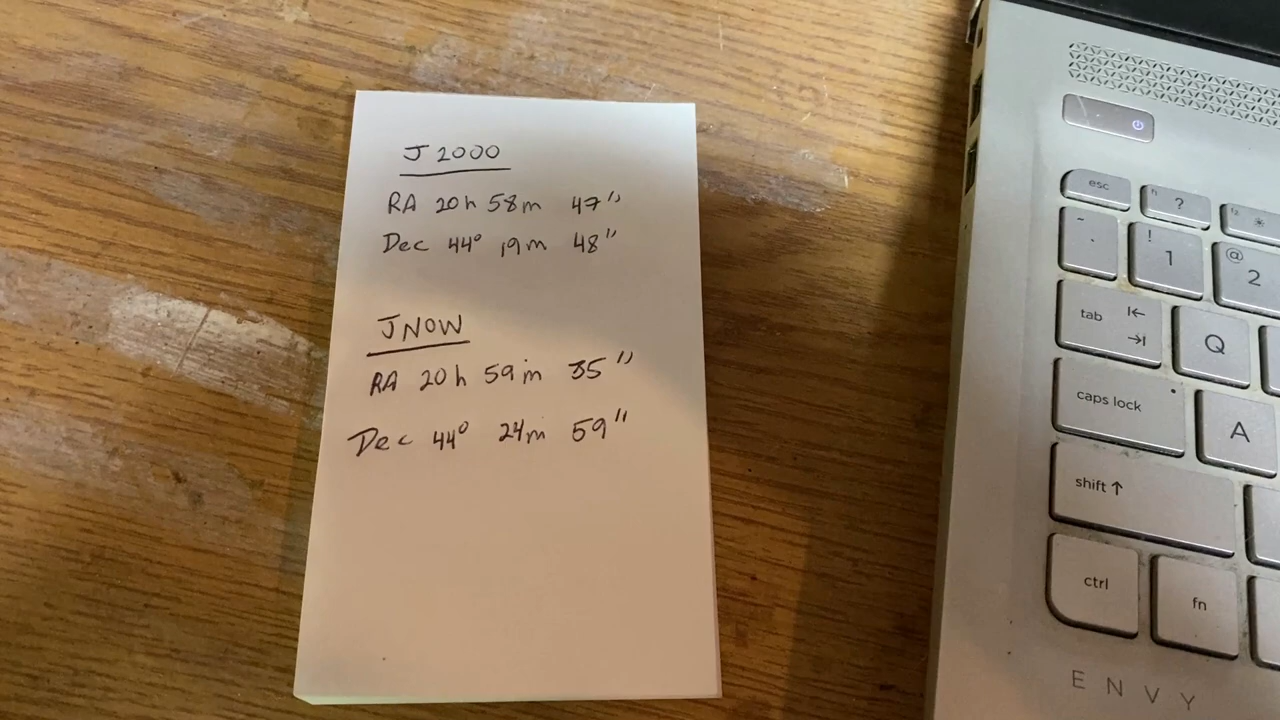 J2000
RA 20h 58m 47"
Dec 44° 19m 48"
JNOW
RA 20h 59m 35"
Dec 44° 24m 59"
esc
?
!
1
@
2
tab
Q
caps lock
A
shift
ctrl
fn
ENVY